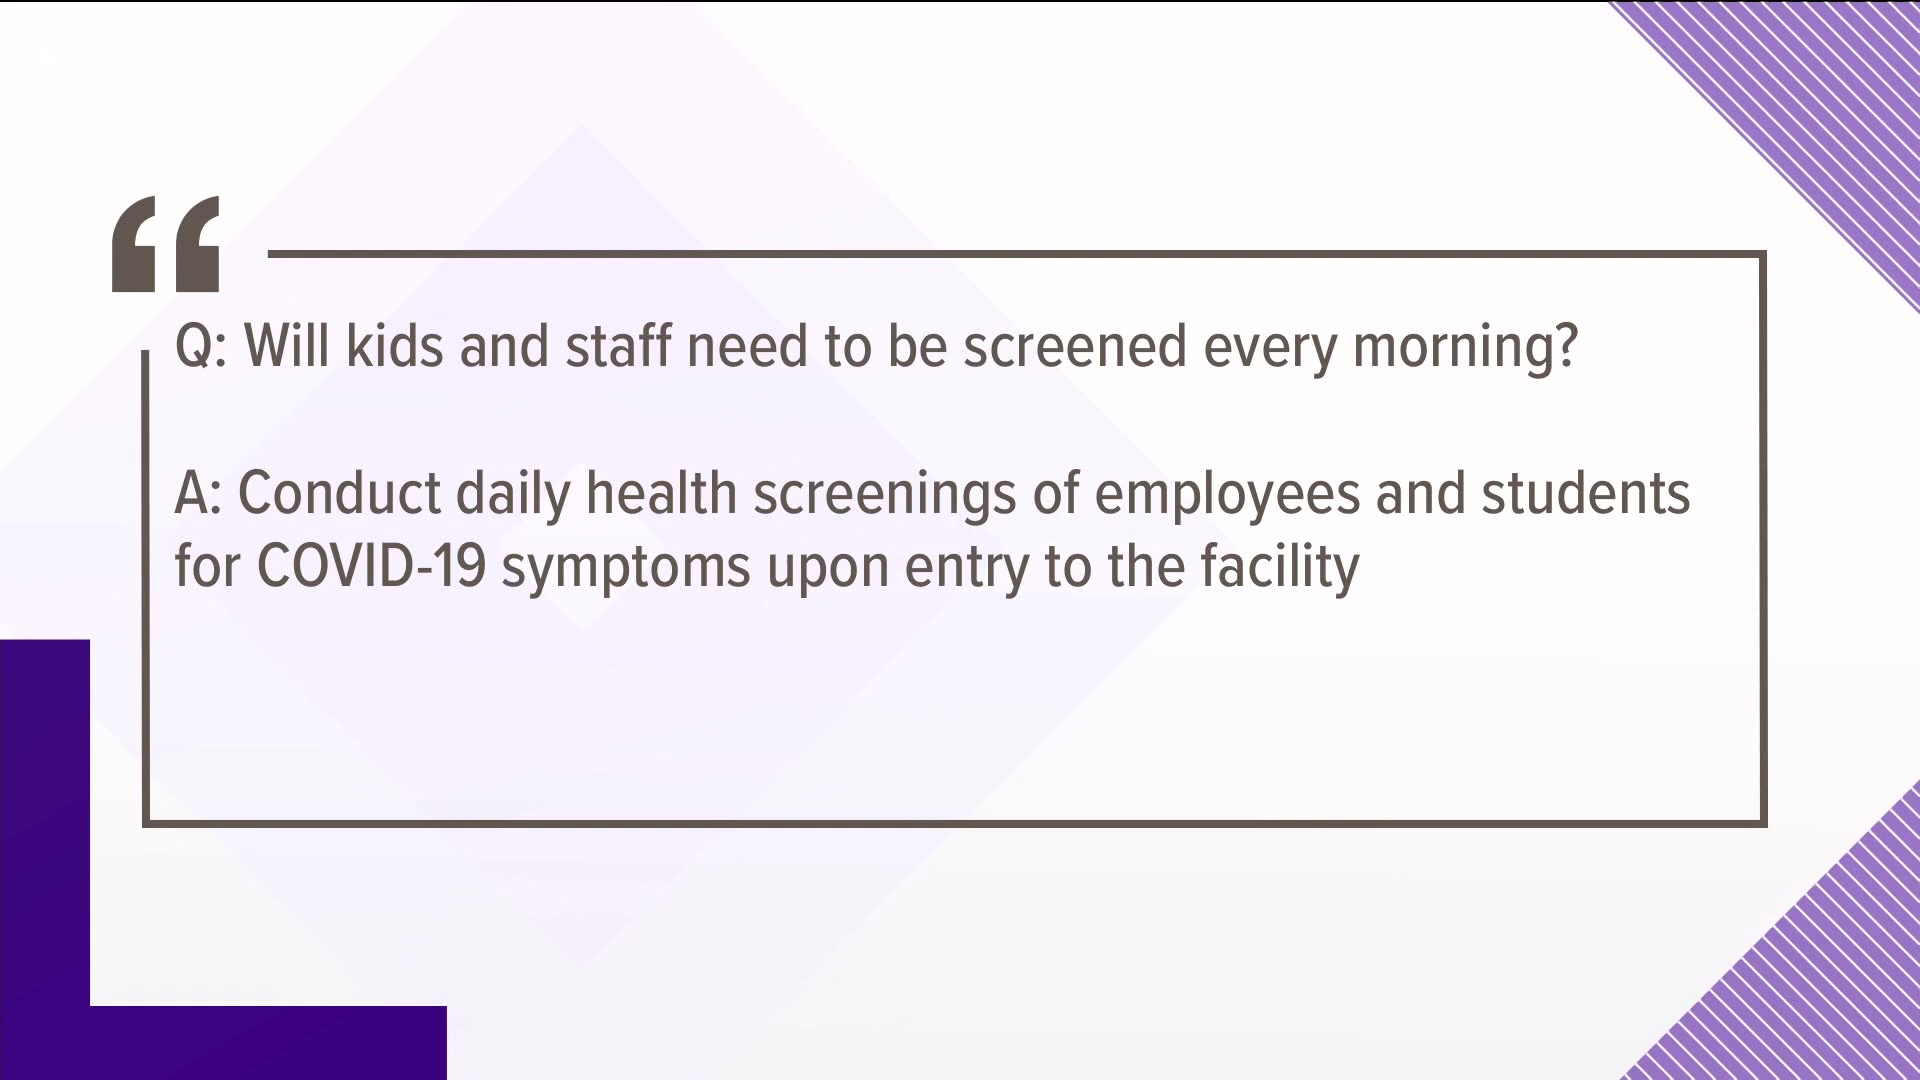 Q: Will kids and staff need to be screened every morning?
A: Conduct daily health screenings of employees and students
for COVID-19 symptoms upon entry to the facility